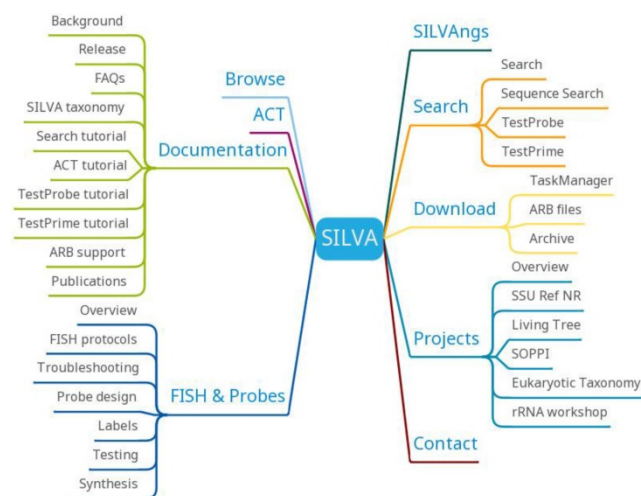 Background
Release
FAQs
SILVA taxonomy
Search tutorial
ACT tutorial
TestProbe tutorial
TestPrime tutorial
ARB support
Publications
Browse
ACT
Documentation
Overview
FISH protocols
Troubleshooting
Probe design
Labels
Testing
Synthesis
FISH & Probes
SILVA
SILVAngs
Search
Search
Sequence Search
TestProbe
TestPrime
Download
TaskManager
ARB files
Archive
Projects
Overview
SSU Ref NR
Living Tree
SOPPI
Eukaryotic Taxonomy
rRNA workshop
Contact